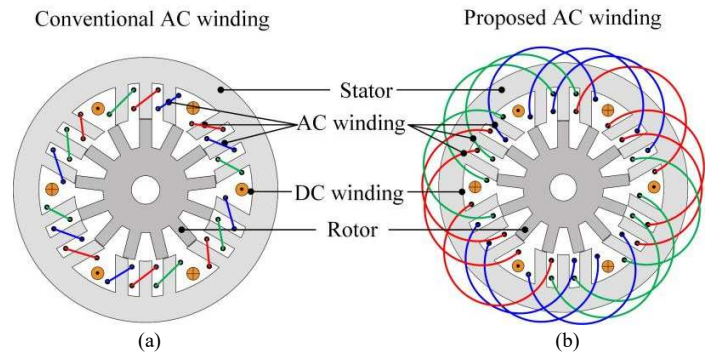 Conventional AC winding
Proposed AC winding
Stator
AC winding
DC winding
Rotor
(a)
(b)